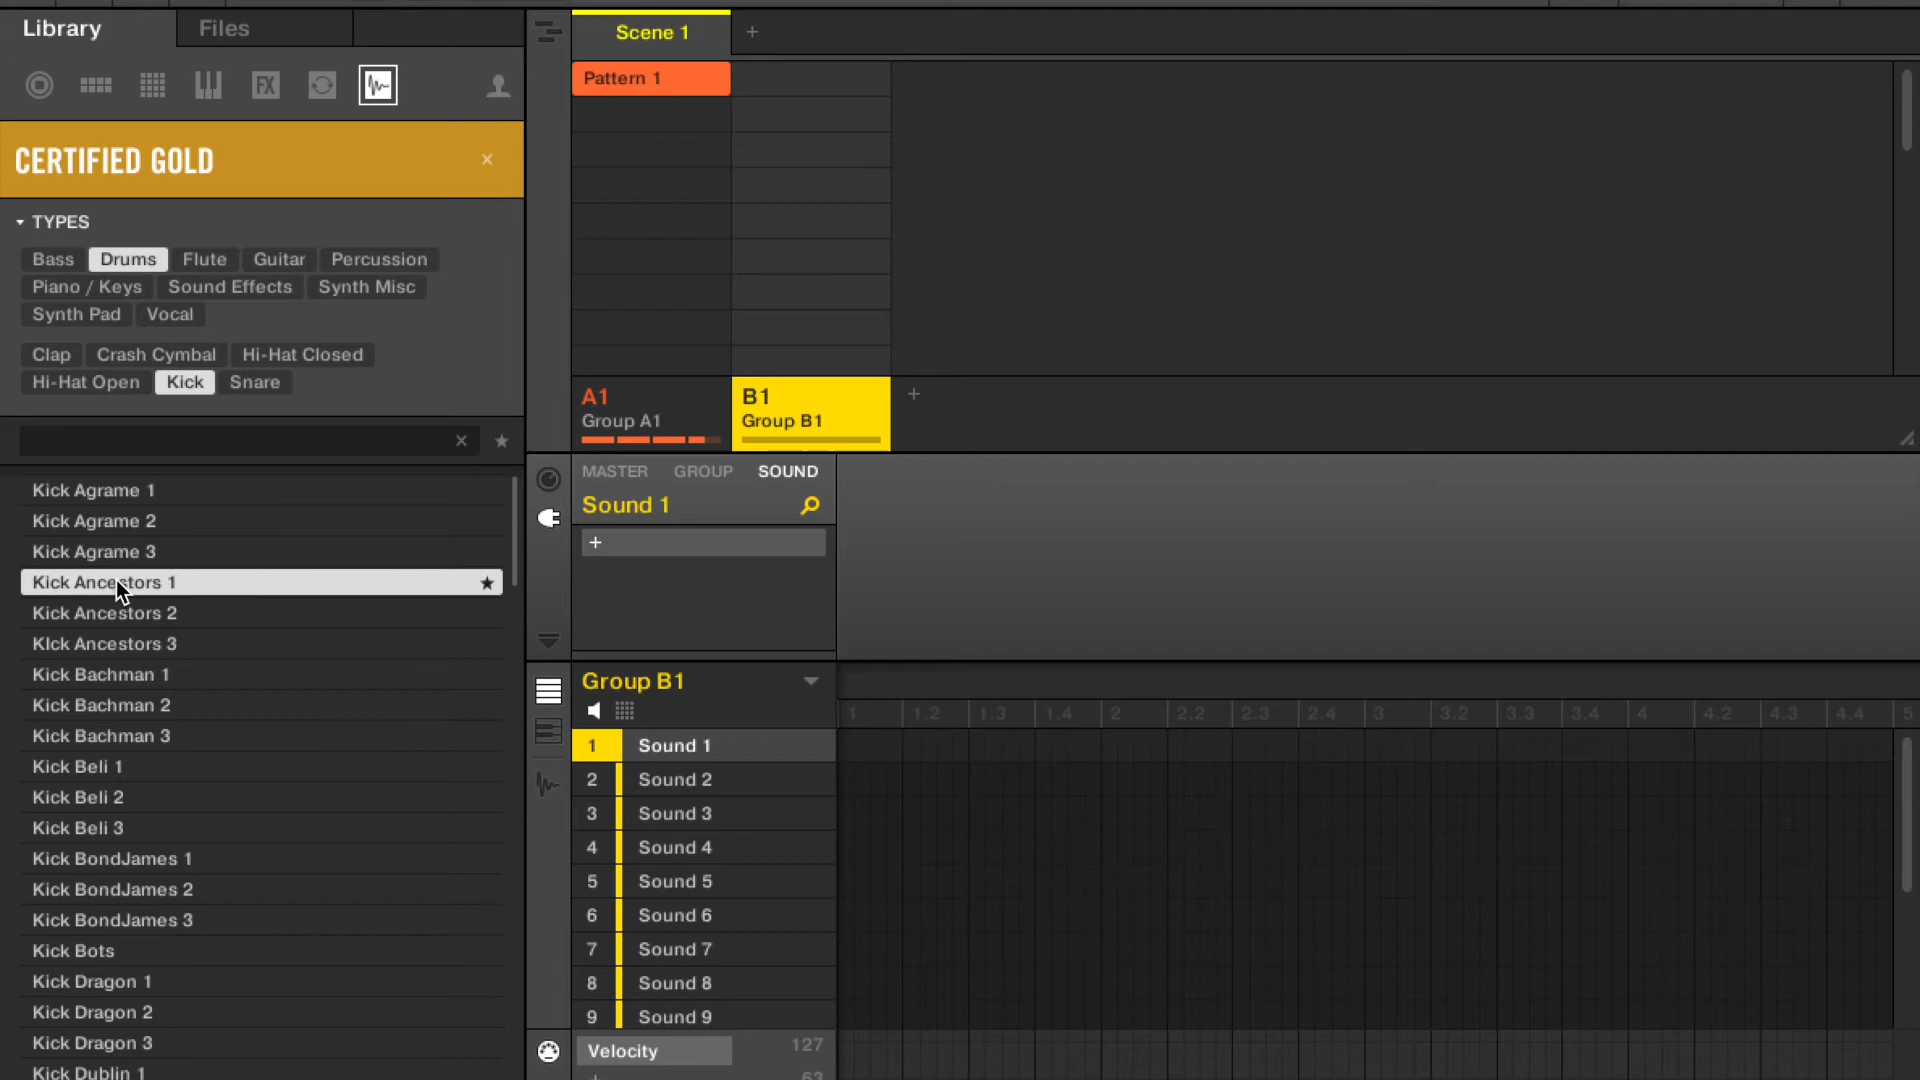 Library
Files
Scene 1
+
Pattern 1
FX
CERTIFIED GOLD
×
TYPES
Bass Drums Flute Guitar Percussion
Piano / Keys Sound Effects Synth Misc
Synth Pad Vocal
Clap Crash Cymbal Hi-Hat Closed
Hi-Hat Open Kick Snare
×
Kick Agrame 1
Kick Agrame 2
Kick Agrame 3
Kick Ancestors 1
Kick Ancestors 2
KIck Ancestors 3
Kick Bachman 1
Kick Bachman 2
Kick Bachman 3
Kick Beli 1
Kick Beli 2
Kick Beli 3
Kick BondJames 1
Kick BondJames 2
Kick BondJames 3
Kick Bots
Kick Dragon 1
Kick Dragon 2
Kick Dragon 3
Kick Dublin 1
A1
Group A1
B1
Group B1
+
MASTER GROUP SOUND
Sound 1
+
Group B1
1 1.2 1.3 1.4 2 2.2 2.3 2.4 3 3.2 3.3 3.4 4 4.2 4.3 4.4 5
1 Sound 1
2 Sound 2
3 Sound 3
4 Sound 4
5 Sound 5
6 Sound 6
7 Sound 7
8 Sound 8
9 Sound 9
Velocity 127
+ 63